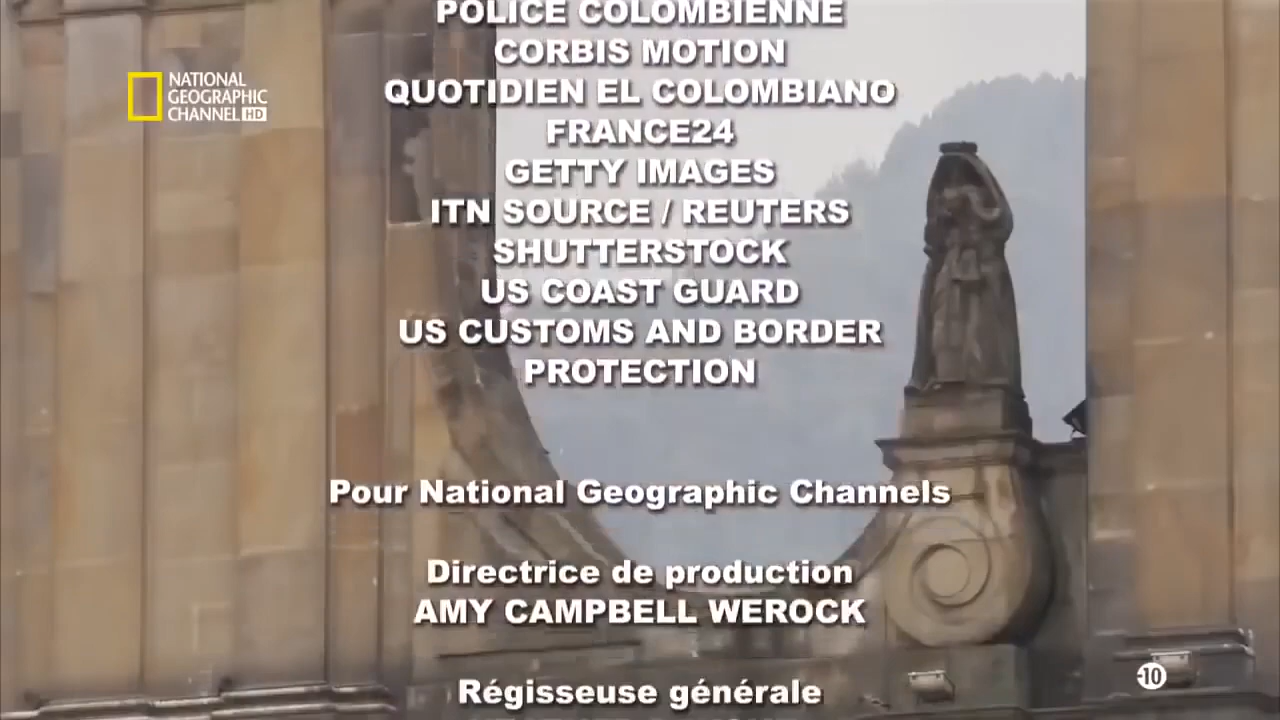 POLICE COLOMBIENNE
CORBIS MOTION
NATIONAL
GEOGRAPHIC
CHANNEL HD
QUOTIDIEN EL COLOMBIANO
FRANCE24
GETTY IMAGES
ITN SOURCE / REUTERS
SHUTTERSTOCK
US COAST GUARD
US CUSTOMS AND BORDER
PROTECTION
Pour National Geographic Channels
Directrice de production
AMY CAMPBELL WEROCK
-10
Régisseuse générale